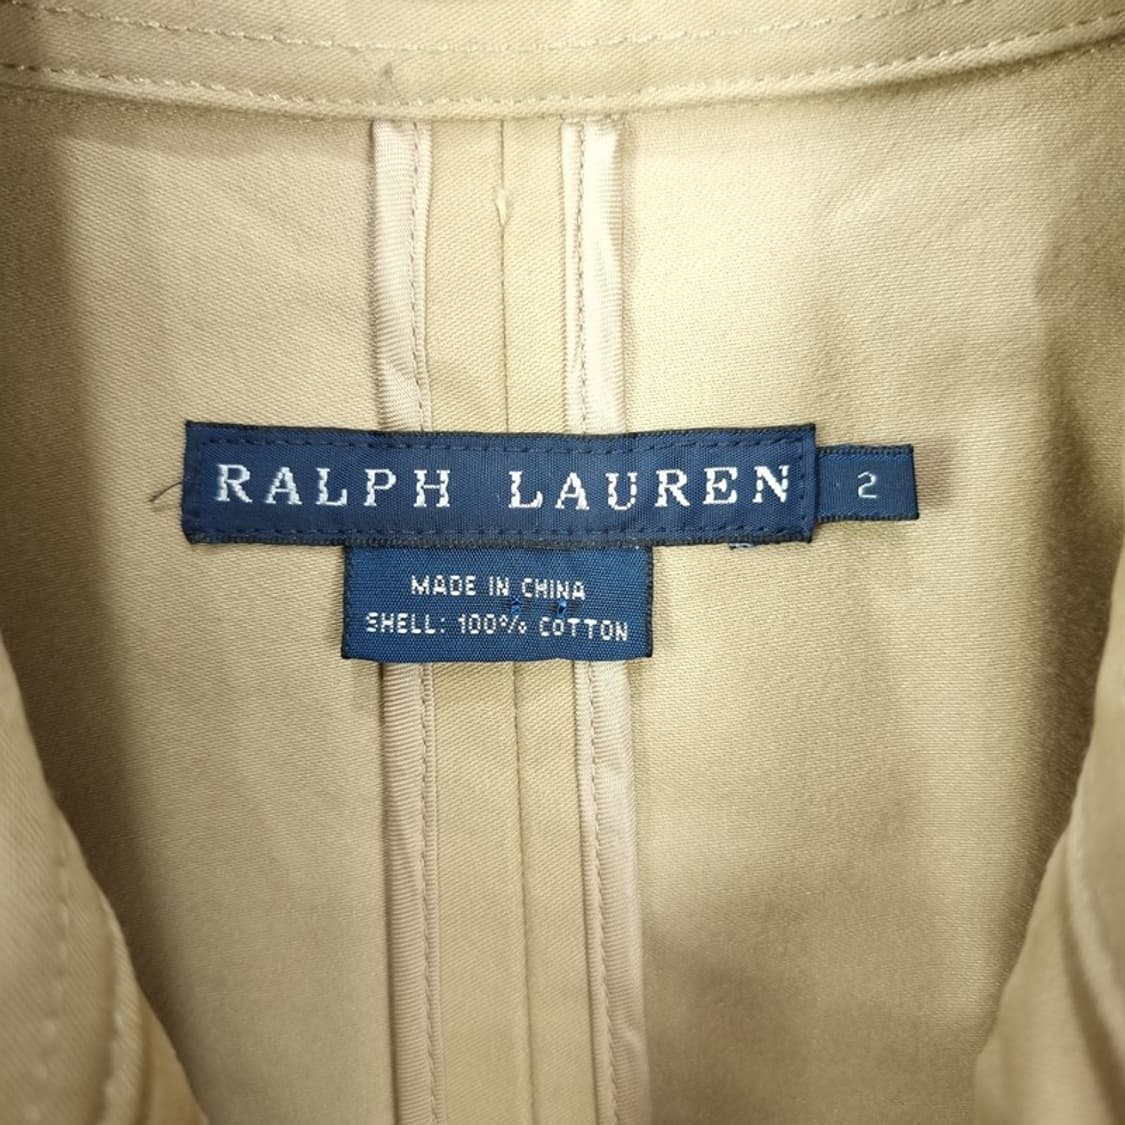 RALPH LAUREN
2
MADE IN CHINA
SHELL: 100% COTTON